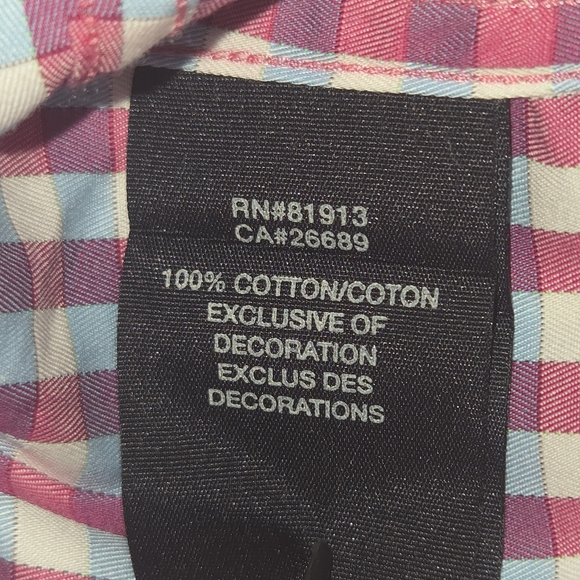 RN#81913
CA#26689
100% COTTON/COTON
EXCLUSIVE OF
DECORATION
EXCLUS DES
DECORATIONS